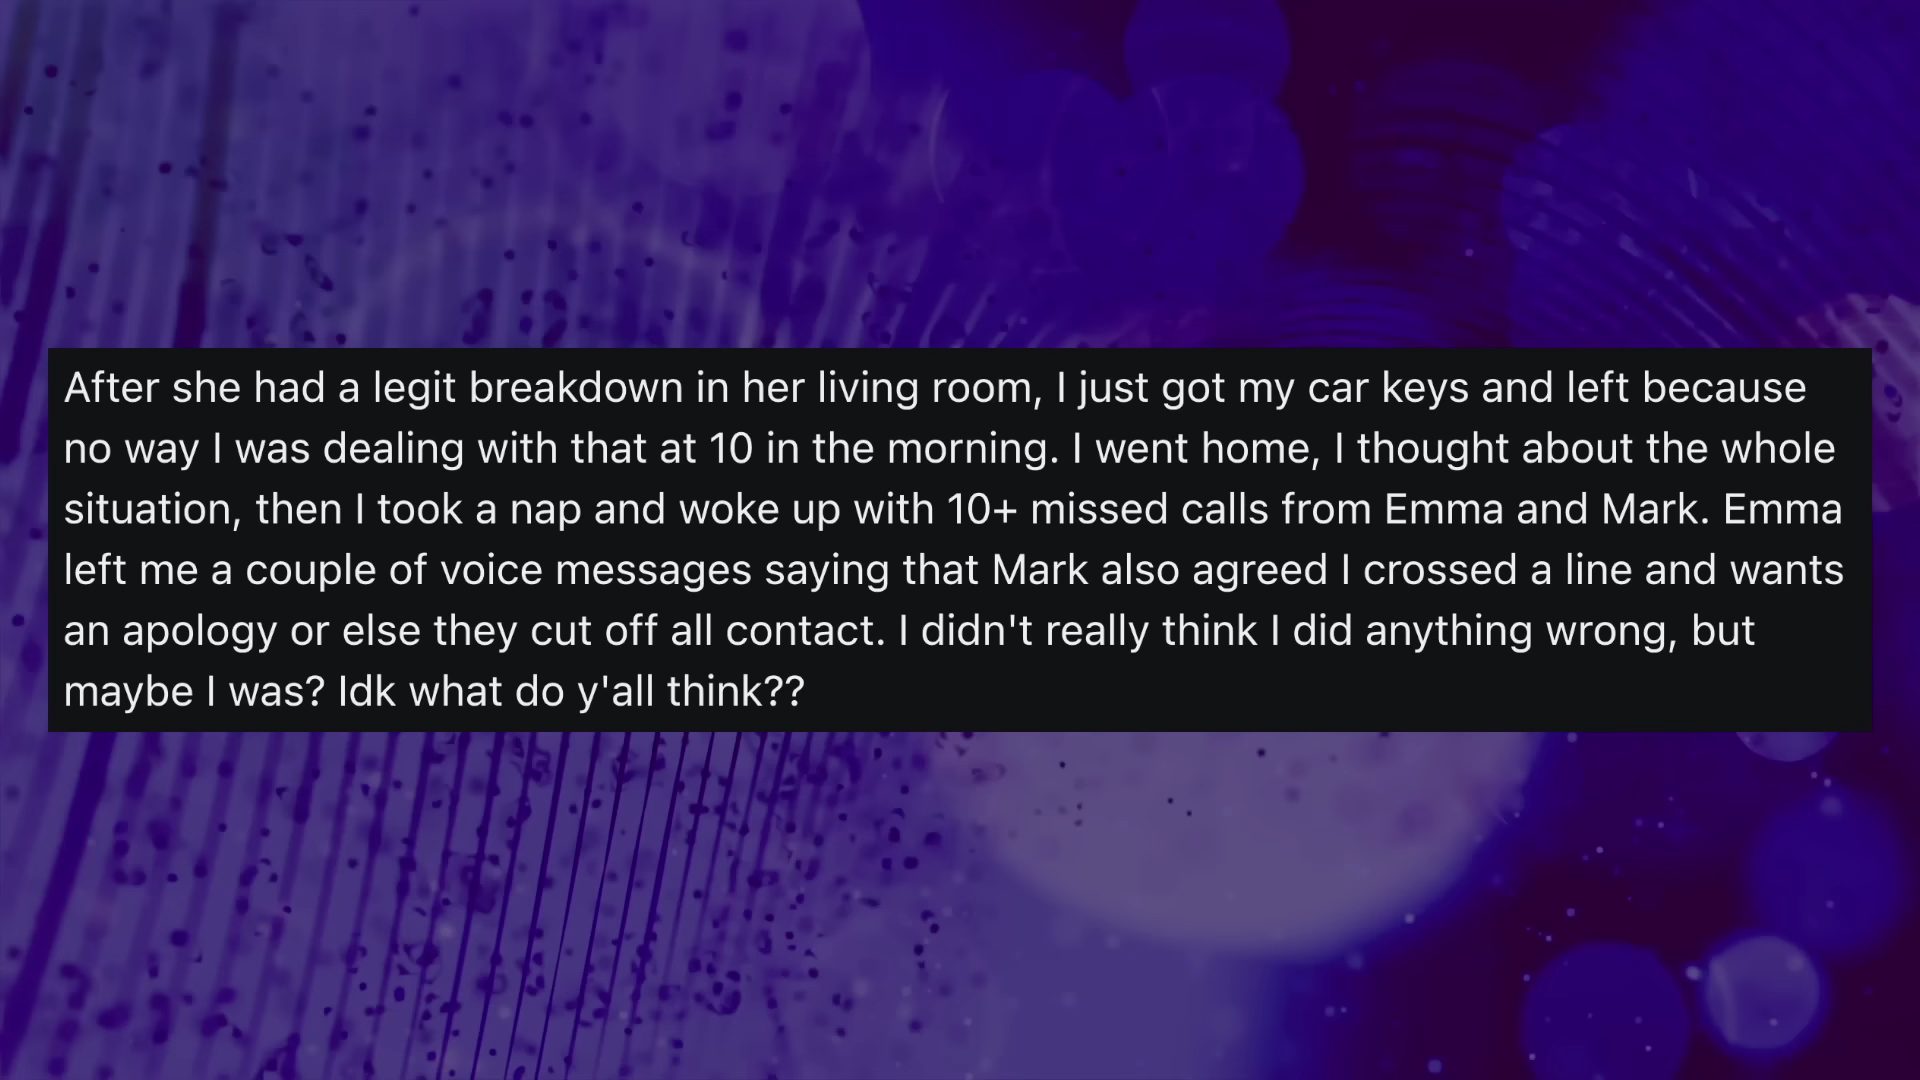 After she had a legit breakdown in her living room, I just got my car keys and left because
no way I was dealing with that at 10 in the morning. I went home, I thought about the whole
situation, then I took a nap and woke up with 10+ missed calls from Emma and Mark. Emma
left me a couple of voice messages saying that Mark also agreed I crossed a line and wants
an apology or else they cut off all contact. I didn't really think I did anything wrong, but
maybe I was? Idk what do y'all think??